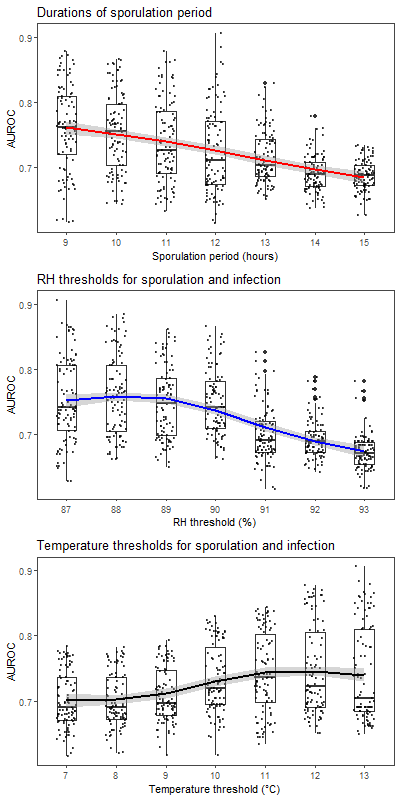 Durations of sporulation period
0.9
0.8
0.7
AUROC
9 10 11 12 13 14 15
Sporulation period (hours)
RH thresholds for sporulation and infection
0.9
0.8
0.7
AUROC
87 88 89 90 91 92 93
RH threshold (%)
Temperature thresholds for sporulation and infection
0.9
0.8
0.7
AUROC
7 8 9 10 11 12 13
Temperature threshold (°C)